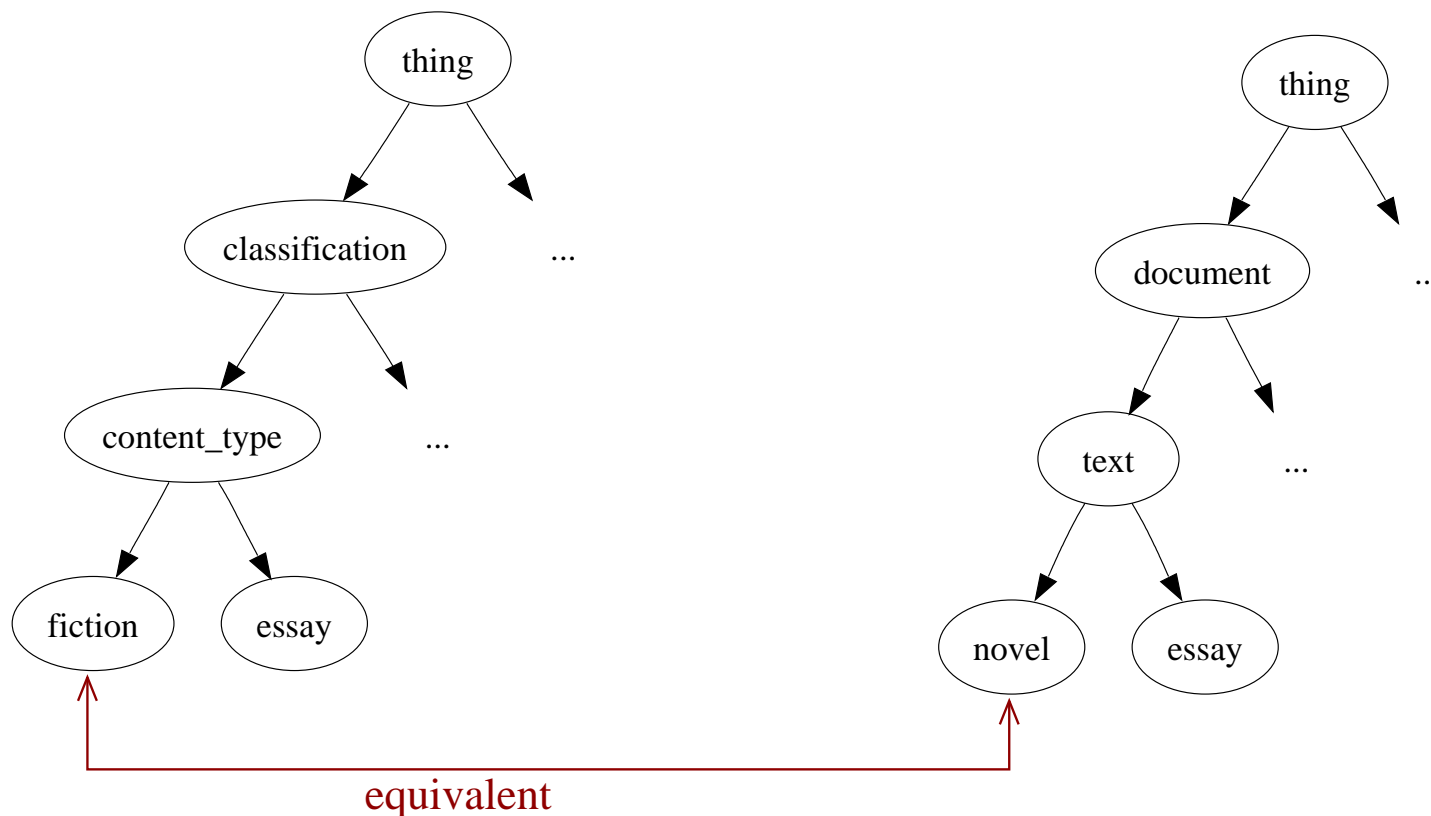 thing
thing
classification
...
document
..
content_type
...
text
...
fiction
essay
novel
essay
equivalent